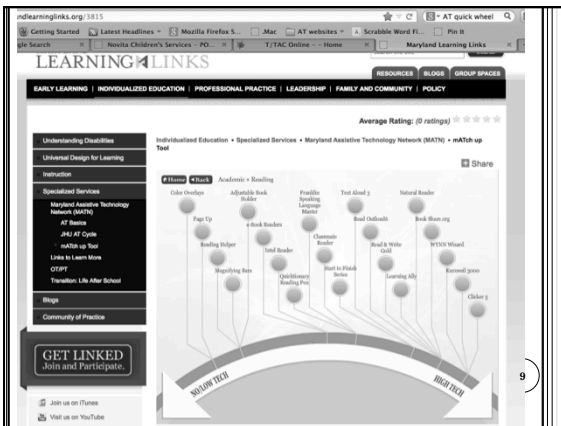 ndlearninglinks.org/3815
AT quick wheel
Getting Started Latest Headlines Mozilla Firefox S... .Mac AT websites Scrabble Word Fi... Pin It
gle Search Novita Children's Services - PO... T/TAC Online - - Home Maryland Learning Links
LEARNING LINKS
RESOURCES BLOGS GROUP SPACES
EARLY LEARNING | INDIVIDUALIZED EDUCATION | PROFESSIONAL PRACTICE | LEADERSHIP | FAMILY AND COMMUNITY | POLICY
Average Rating: (0 ratings)
Understanding Disabilities
Universal Design for Learning
Instruction
Specialized Services
Maryland Assistive Technology
Network (MATN)
AT Basics
JHU AT Cycle
mATch up Tool
Links to Learn More
OT/PT
Transition: Life After School
Blogs
Community of Practice
GET LINKED
Join and Participate.
Join us on iTunes
Visit us on YouTube
Individualized Education • Specialized Services • Maryland Assistive Technology Network (MATN) • mATch up
Tool
Share
Home Back Academic > Reading
Color Overlays
Adjustable Book
Holder
Franklin
Speaking
Language
Master
Text Aloud 3
Natural Reader
Page Up
e-Book Readers
Classmate
Reader
Read Outloud6
Book Share.org
Reading Helper
Intel Reader
Start to Finish
Series
Read & Write
Gold
WYNN Wizard
Magnifying Bars
Quicktionary
Reading Pen
Learning Ally
Kurzweil 3000
Clicker 5
NO/LOW TECH
HIGH TECH
9